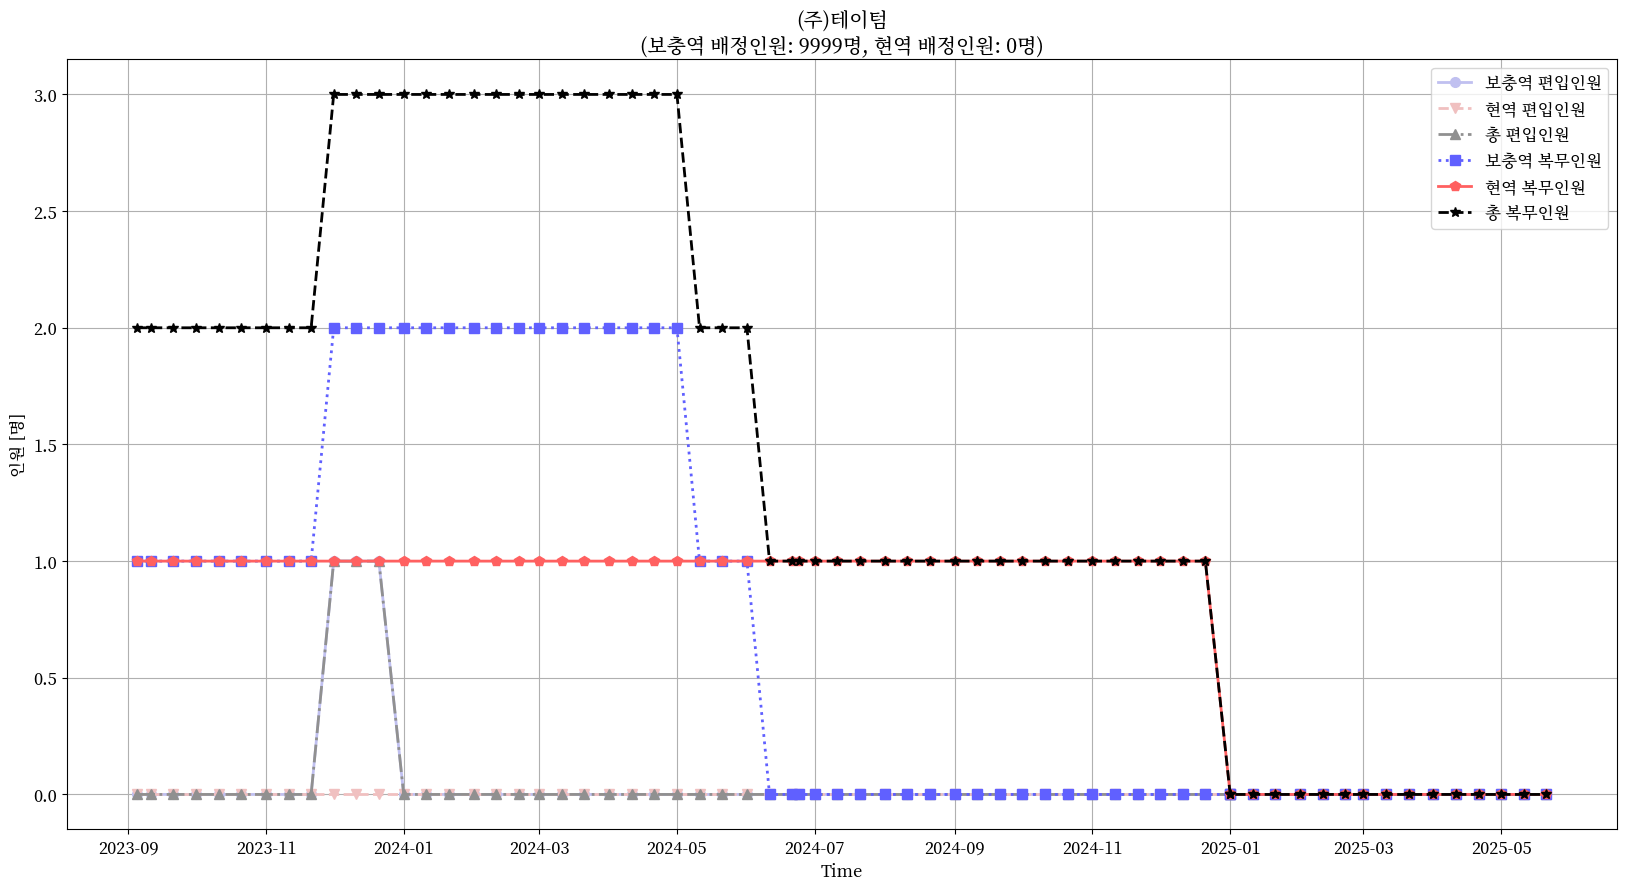 (주)테이텀
(보충역 배정인원: 9999명, 현역 배정인원: 0명)
보충역 편입인원
현역 편입인원
총 편입인원
보충역 복무인원
현역 복무인원
총 복무인원
3.0
2.5
2.0
1.5
1.0
0.5
0.0
인원 [명]
2023-09 2023-11 2024-01 2024-03 2024-05 2024-07 2024-09 2024-11 2025-01 2025-03 2025-05
Time